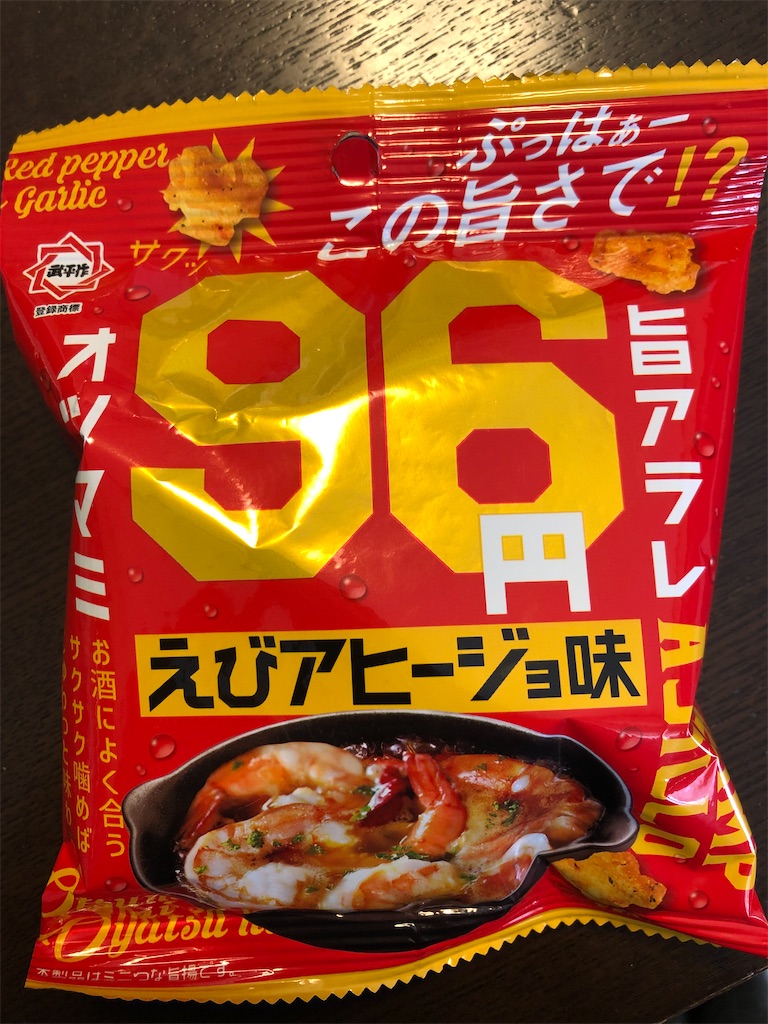 Red pepper
Garlic
ぷっはぁー
この旨さで!?
サクッ!
武平作
登録商標
オツマミ
96
円
旨アラレ
えびアヒージョ味
お酒によく合う
サクサク噛めば
AJILLO
Oyatsu